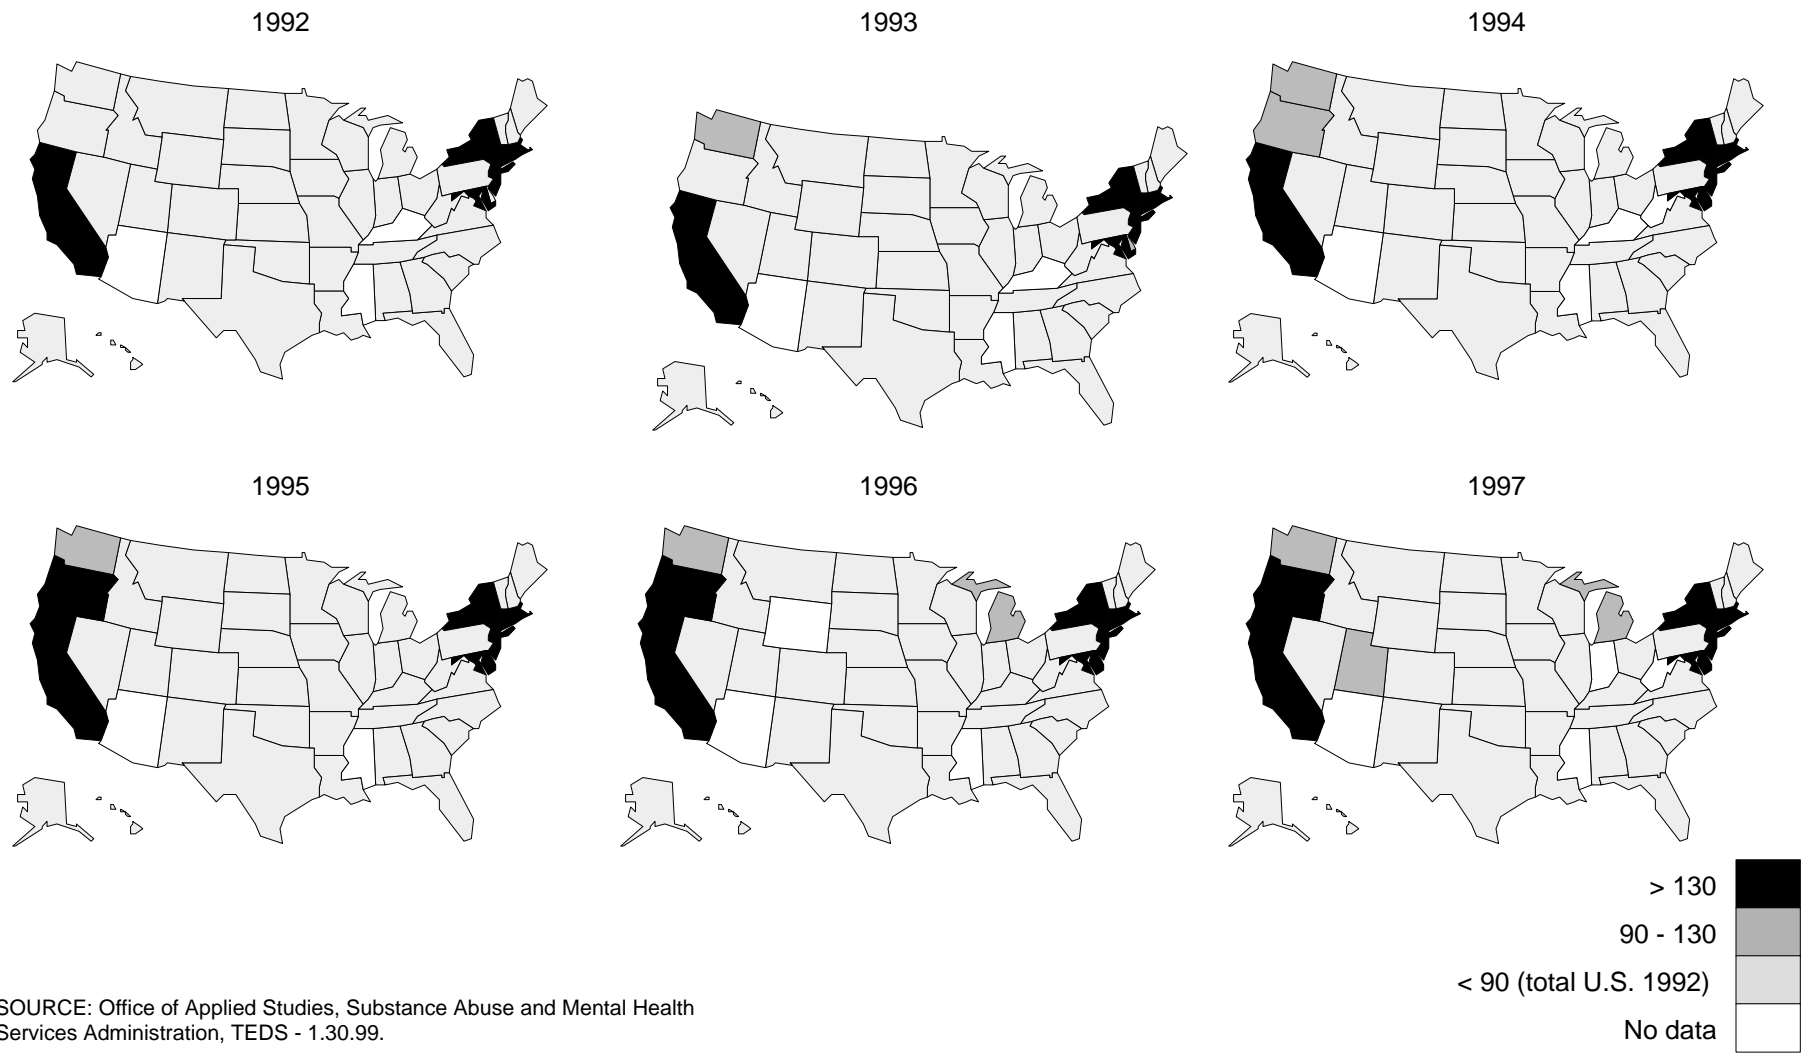 1992
1993
1994
1995
1996
1997
> 130
90 - 130
< 90 (total U.S. 1992)
No data
SOURCE: Office of Applied Studies, Substance Abuse and Mental Health
Services Administration, TEDS - 1.30.99.